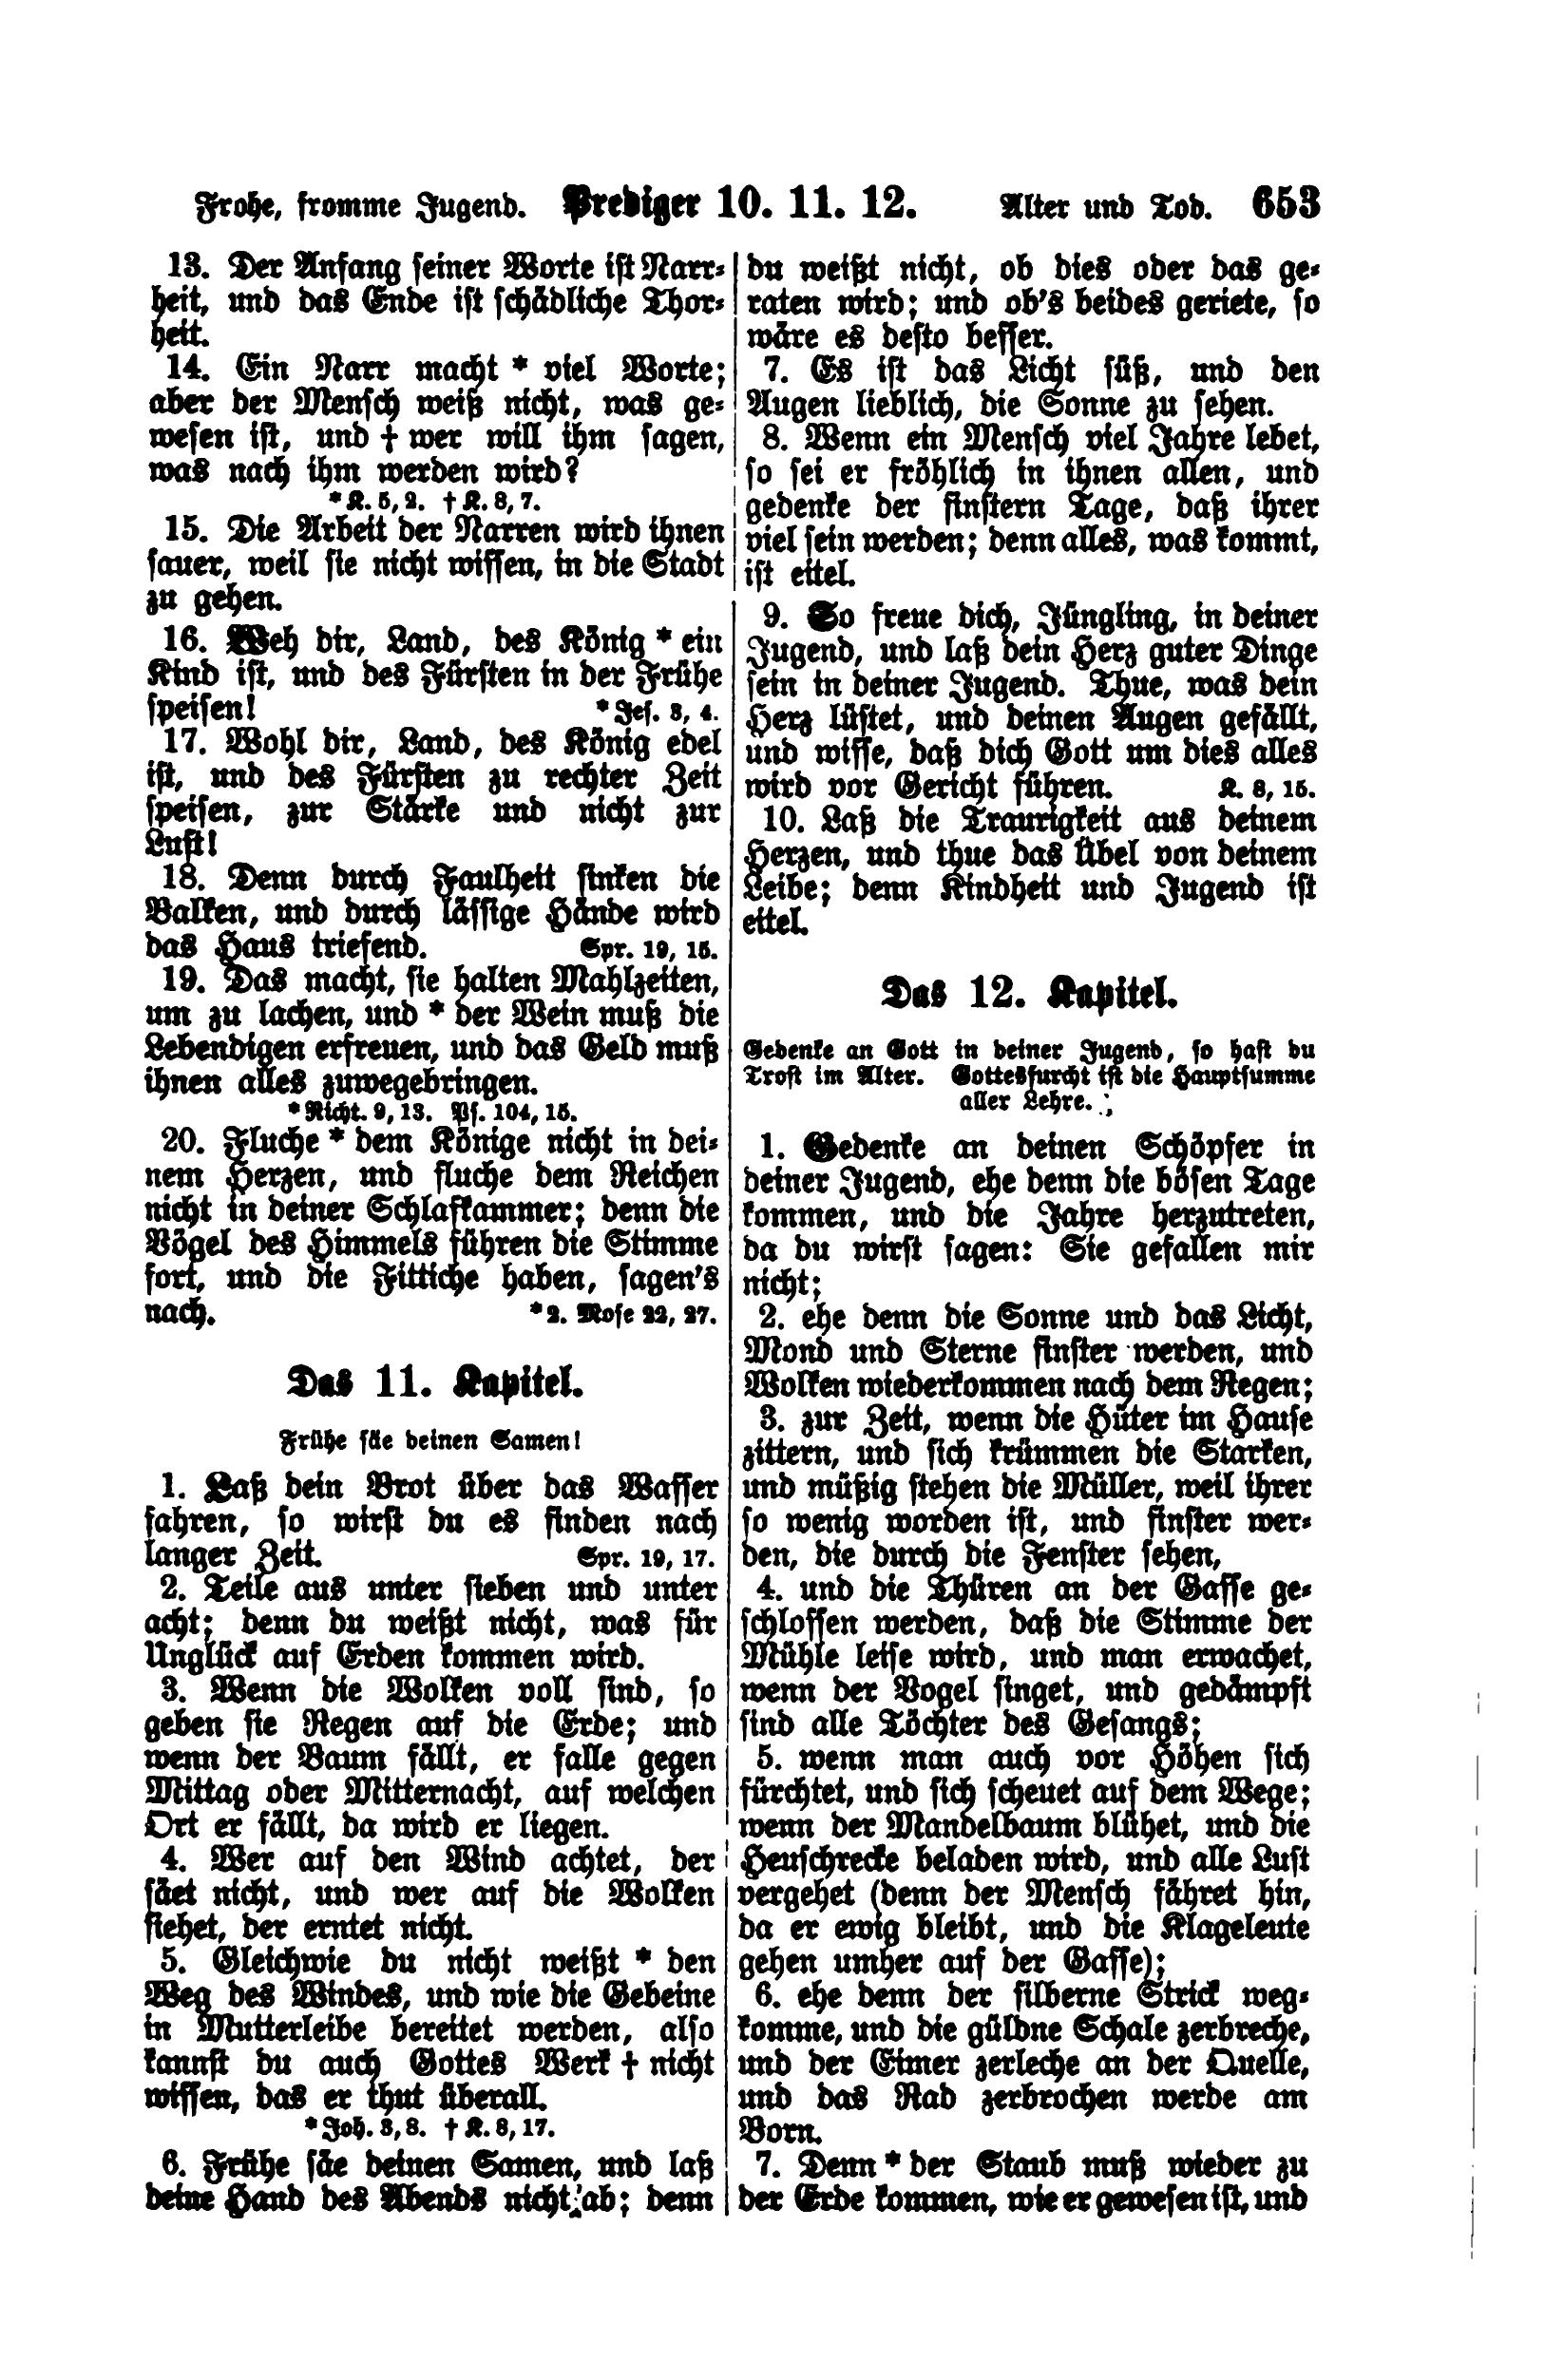 Frohe, fromme Jugend. Prediger 10. 11. 12. Alter und Tod. 653
13. Der Anfang seiner Worte ist Narr-
heit, und das Ende ist schädliche Thor-
heit.
14. Ein Narr macht * viel Worte;
aber der Mensch weiß nicht, was ge-
wesen ist, und † wer will ihm sagen,
was nach ihm werden wird?
* K. 5, 2. † K. 8, 7.
15. Die Arbeit der Narren wird ihnen
sauer, weil sie nicht wissen, in die Stadt
zu gehen.
16. Weh dir, Land, des König * ein
Kind ist, und des Fürsten in der Frühe
speisen! * Jes. 3, 4.
17. Wohl dir, Land, des König edel
ist, und des Fürsten zu rechter Zeit
speisen, zur Stärke und nicht zur
Lust!
18. Denn durch Faulheit sinken die
Balken, und durch lässige Hände wird
das Haus triefend. Spr. 19, 15.
19. Das macht, sie halten Mahlzeiten,
um zu lachen, und * der Wein muß die
Lebendigen erfreuen, und das Geld muß
ihnen alles zuwegebringen.
* Richt. 9, 13. Ps. 104, 15.
20. Fluche * dem Könige nicht in dei-
nem Herzen, und fluche dem Reichen
nicht in deiner Schlafkammer; denn die
Vögel des Himmels führen die Stimme
fort, und die Fittiche haben, sagen's
nach. * 2. Mose 22, 27.
Das 11. Kapitel.
Frühe säe deinen Samen!
1. Laß dein Brot über das Wasser
fahren, so wirst du es finden nach
langer Zeit. Spr. 19, 17.
2. Teile aus unter sieben und unter
acht; denn du weißt nicht, was für
Unglück auf Erden kommen wird.
3. Wenn die Wolken voll sind, so
geben sie Regen auf die Erde; und
wenn der Baum fällt, er falle gegen
Mittag oder Mitternacht, auf welchen
Ort er fällt, da wird er liegen.
4. Wer auf den Wind achtet, der
säet nicht, und wer auf die Wolken
siehet, der erntet nicht.
5. Gleichwie du nicht weißt * den
Weg des Windes, und wie die Gebeine
in Mutterleibe bereitet werden, also
kannst du auch Gottes Werk † nicht
wissen, das er thut überall.
* Joh. 3, 8. † K. 8, 17.
6. Frühe säe deinen Samen, und laß
deine Hand des Abends nicht ab; denn
du weißt nicht, ob dies oder das ge-
raten wird; und ob's beides geriete, so
wäre es desto besser.
7. Es ist das Licht süß, und den
Augen lieblich, die Sonne zu sehen.
8. Wenn ein Mensch viel Jahre lebet,
so sei er fröhlich in ihnen allen, und
gedenke der finstern Tage, daß ihrer
viel sein werden; denn alles, was kommt,
ist eitel.
9. So freue dich, Jüngling, in deiner
Jugend, und laß dein Herz guter Dinge
sein in deiner Jugend. Thue, was dein
Herz lüstet, und deinen Augen gefällt,
und wisse, daß dich Gott um dies alles
wird vor Gericht führen. K. 8, 15.
10. Laß die Traurigkeit aus deinem
Herzen, und thue das Übel von deinem
Leibe; denn Kindheit und Jugend ist
eitel.
Das 12. Kapitel.
Gedenke an Gott in deiner Jugend, so hast du
Trost im Alter. Gottesfurcht ist die Hauptsumme
aller Lehre.
1. Gedenke an deinen Schöpfer in
deiner Jugend, ehe denn die bösen Tage
kommen, und die Jahre herzutreten,
da du wirst sagen: Sie gefallen mir
nicht;
2. ehe denn die Sonne und das Licht,
Mond und Sterne finster werden, und
Wolken wiederkommen nach dem Regen;
3. zur Zeit, wenn die Hüter im Hause
zittern, und sich krümmen die Starken,
und müßig stehen die Müller, weil ihrer
so wenig worden ist, und finster wer-
den, die durch die Fenster sehen,
4. und die Thüren an der Gasse ge-
schlossen werden, daß die Stimme der
Mühle leise wird, und man erwachet,
wenn der Vogel singet, und gedämpft
sind alle Töchter des Gesangs;
5. wenn man auch vor Höhen sich
fürchtet, und sich scheuet auf dem Wege;
wenn der Mandelbaum blühet, und die
Heuschrecke beladen wird, und alle Lust
vergehet (denn der Mensch fähret hin,
da er ewig bleibt, und die Klageleute
gehen umher auf der Gasse);
6. ehe denn der silberne Strick weg-
komme, und die güldne Schale zerbreche,
und der Eimer zerleche an der Quelle,
und das Rad zerbrochen werde am
Born.
7. Denn * der Staub muß wieder zu
der Erde kommen, wie er gewesen ist, und